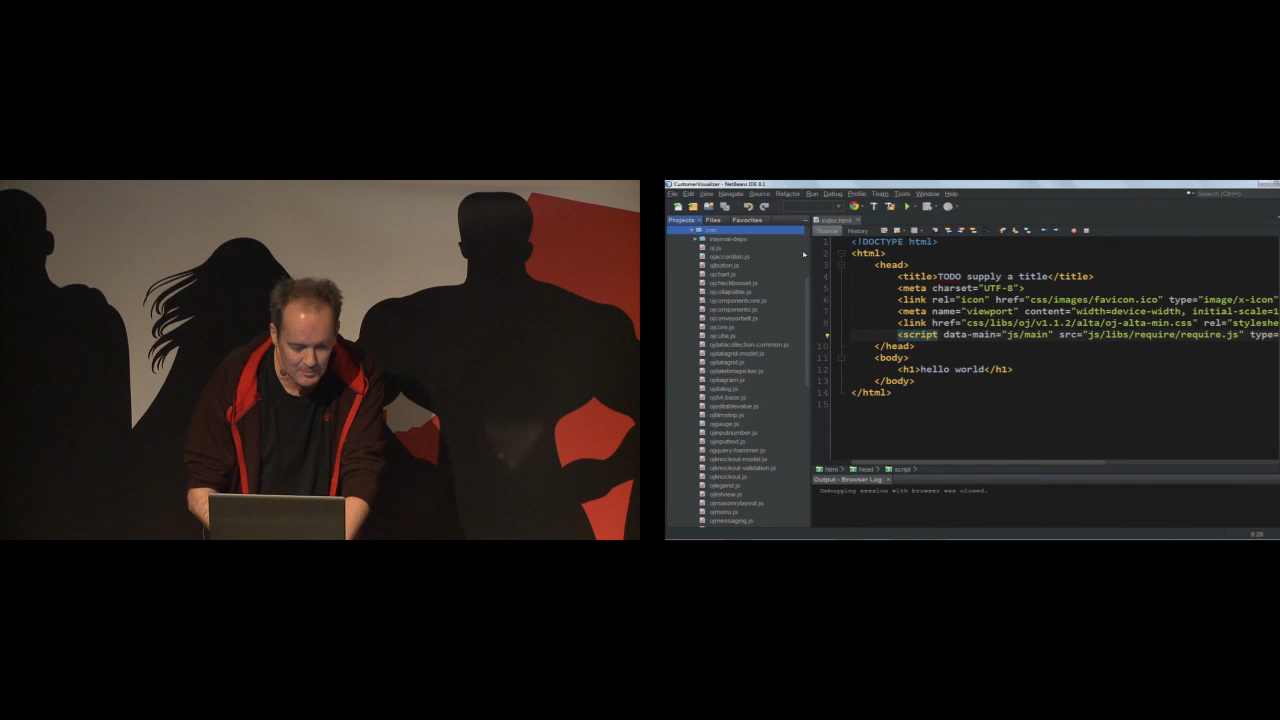 CustomerVisualizer - NetBeans IDE 8.1
File Edit View Navigate Source Refactor Run Debug Profile Team Tools Window Help
Search (Ctrl+I)
Projects Files Favorites
index.html
Source History
min
internal-deps
oj.js
ojaccordion.js
ojbutton.js
ojchart.js
ojcheckboxset.js
ojcollapsible.js
ojcomponentcore.js
ojcomponents.js
ojconveyorbelt.js
ojcore.js
ojcube.js
ojdatacollection-common.js
ojdatagrid-model.js
ojdatagrid.js
ojdatetimepicker.js
ojdiagram.js
ojdialog.js
ojdvt-base.js
ojeditablevalue.js
ojfilmstrip.js
ojgauge.js
ojinputnumber.js
ojinputtext.js
ojjquery-hammer.js
ojknockout-model.js
ojknockout-validation.js
ojknockout.js
ojlegend.js
ojlistview.js
ojmasonrylayout.js
ojmenu.js
ojmessaging.js
1 <!DOCTYPE html>
2 <html>
3 <head>
4 <title>TODO supply a title</title>
5 <meta charset="UTF-8">
6 <link rel="icon" href="css/images/favicon.ico" type="image/x-icon"
7 <meta name="viewport" content="width=device-width, initial-scale=1
8 <link href="css/libs/oj/v1.1.2/alta/oj-alta-min.css" rel="styleshe
<script data-main="js/main" src="js/libs/require/require.js" type=
10 </head>
11 <body>
12 <h1>hello world</h1>
13 </body>
14 </html>
15
html head script
Output - Browser Log
Debugging session with browser was closed.
9:28